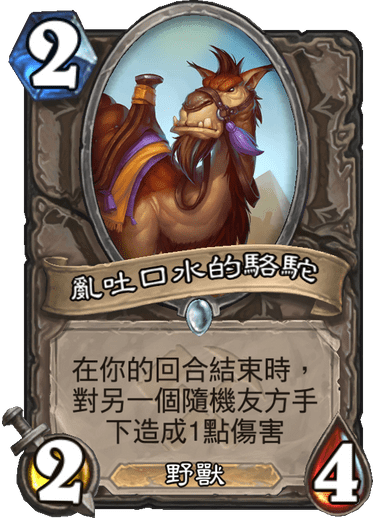 2
亂吐口水的駱駝
在你的回合結束時，
對另一個隨機友方手
下造成1點傷害
2
野獸
4